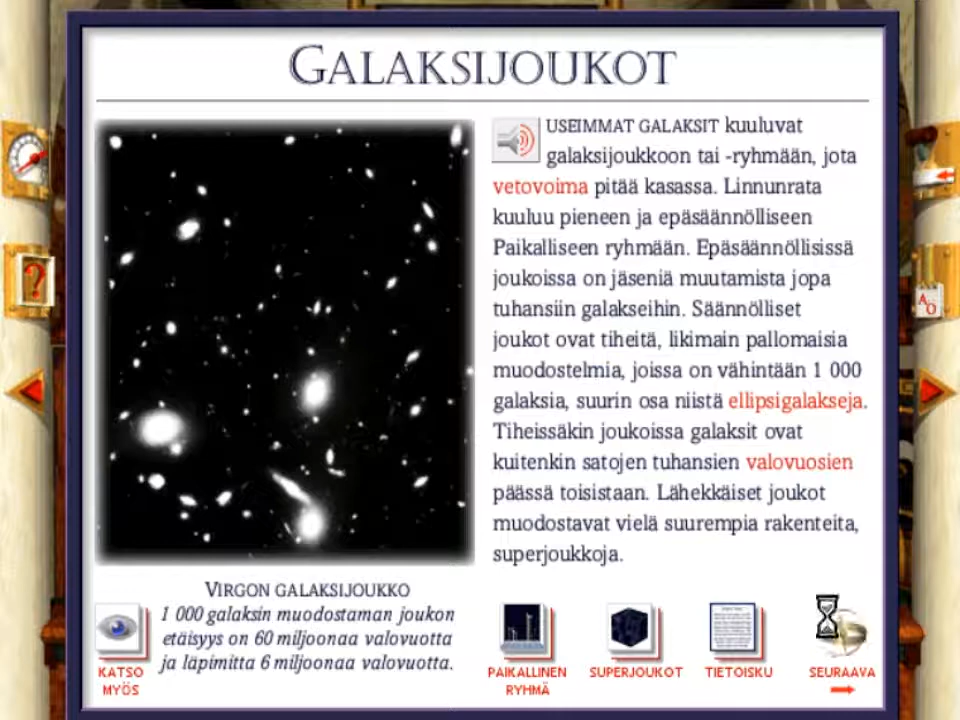 GALAKSIJOUKOT
USEIMMAT GALAKSIT kuuluvat
galaksijoukkoon tai -ryhmään, jota
vetovoima pitää kasassa. Linnunrata
kuuluu pieneen ja epäsäännölliseen
Paikalliseen ryhmään. Epäsäännöllisissä
joukoissa on jäseniä muutamista jopa
tuhansiin galakseihin. Säännölliset
joukot ovat tiheitä, likimain pallomaisia
muodostelmia, joissa on vähintään 1 000
galaksia, suurin osa niistä ellipsigalakseja.
Tiheissäkin joukoissa galaksit ovat
kuitenkin satojen tuhansien valovuosien
päässä toisistaan. Lähekkäiset joukot
muodostavat vielä suurempia rakenteita,
superjoukkoja.
VIRGON GALAKSIJOUKKO
1 000 galaksin muodostaman joukon
etäisyys on 60 miljoonaa valovuotta
ja läpimitta 6 miljoonaa valovuotta.
KATSO
MYÖS
PAIKALLINEN
RYHMÄ
SUPERJOUKOT
TIETOISKU
SEURAAVA
?
A
Ö